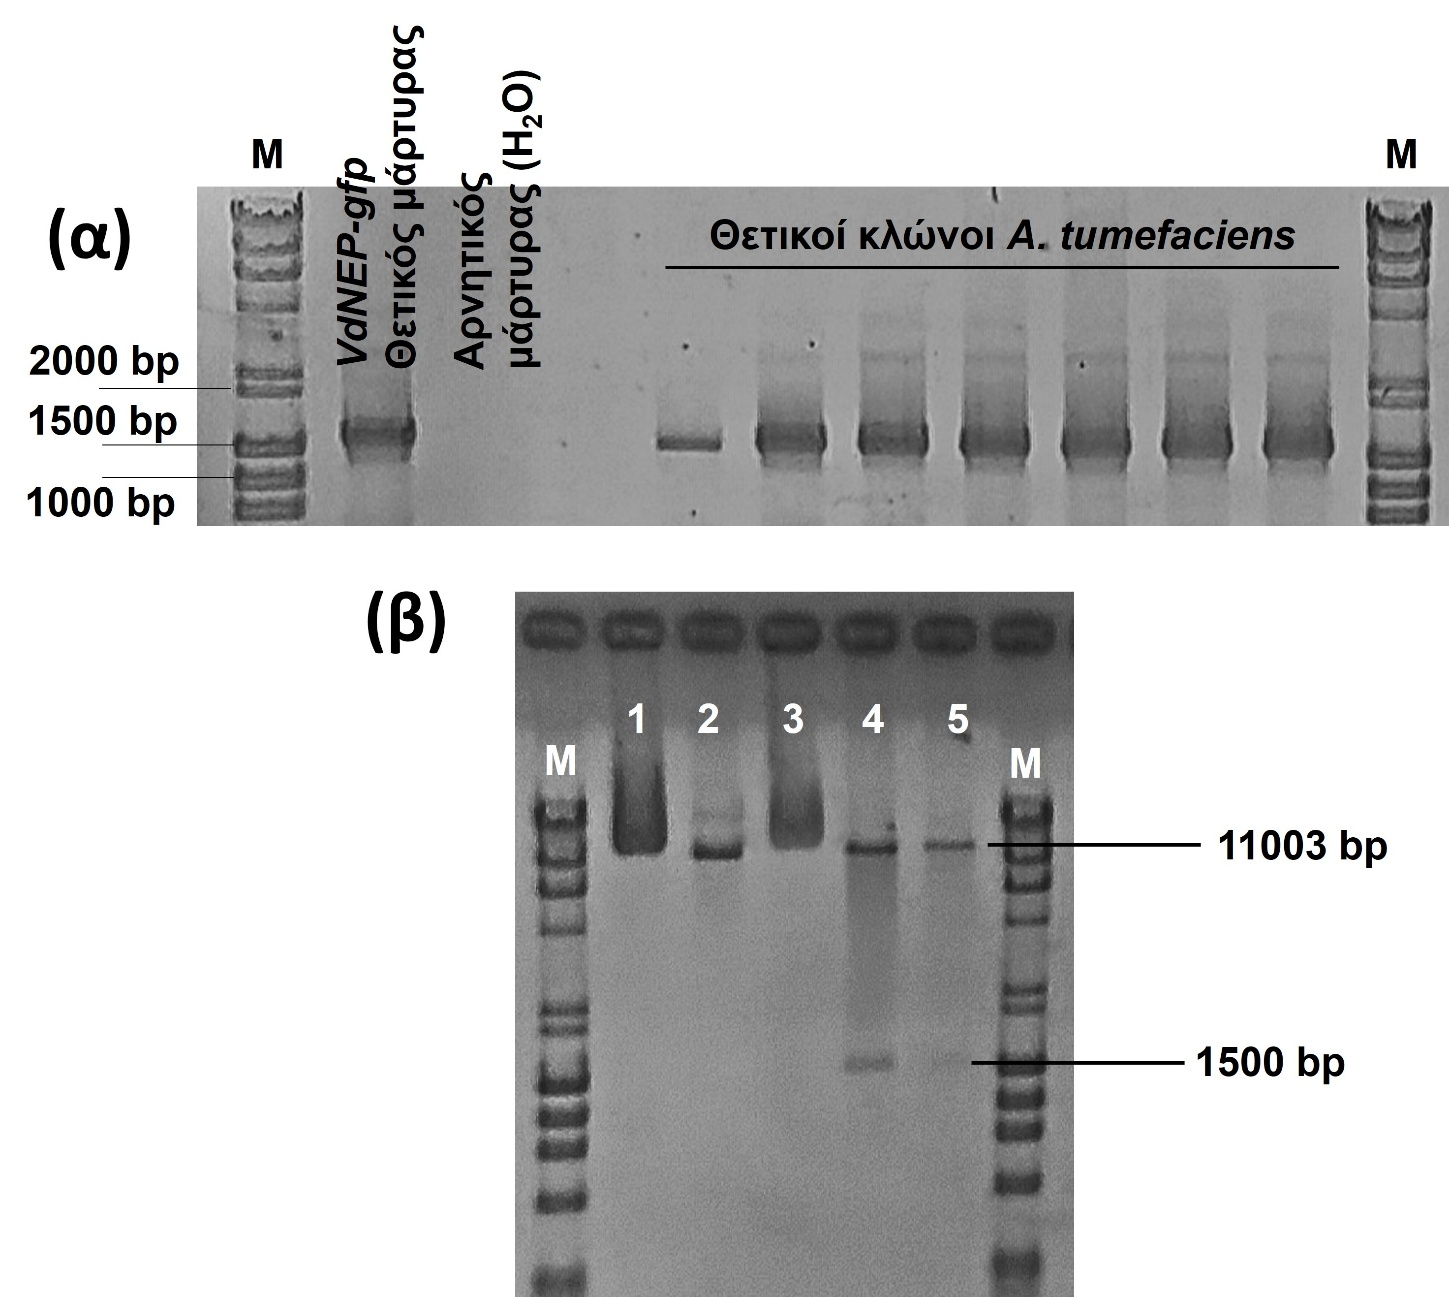 (α)
M
VdNEP-gfp
Θετικός μάρτυρας
Αρνητικός
μάρτυρας (H₂O)
Θετικοί κλώνοι A. tumefaciens
M
2000 bp
1500 bp
1000 bp
(β)
M
1
2
3
4
5
M
11003 bp
1500 bp